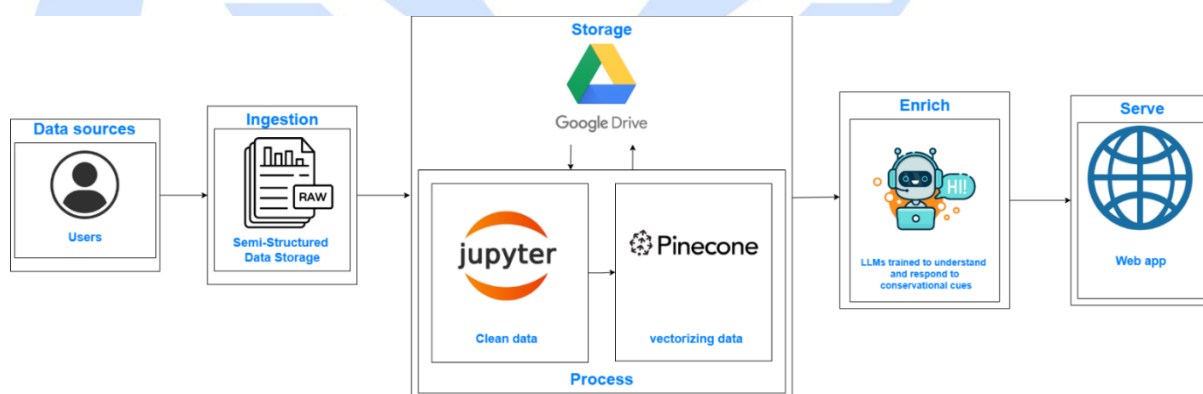 Data sources
Users
Ingestion
RAW
Semi-Structured
Data Storage
Storage
Google Drive
jupyter
Clean data
Pinecone
vectorizing data
Process
Enrich
HI!
LLMs trained to understand
and respond to
conservational cues
Serve
Web app